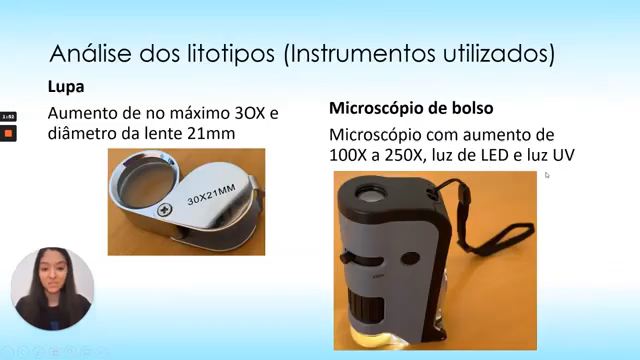 Análise dos litotipos (Instrumentos utilizados)
Lupa
Aumento de no máximo 30X e
diâmetro da lente 21mm
30X21MM
Microscópio de bolso
Microscópio com aumento de
100X a 250X, luz de LED e luz UV